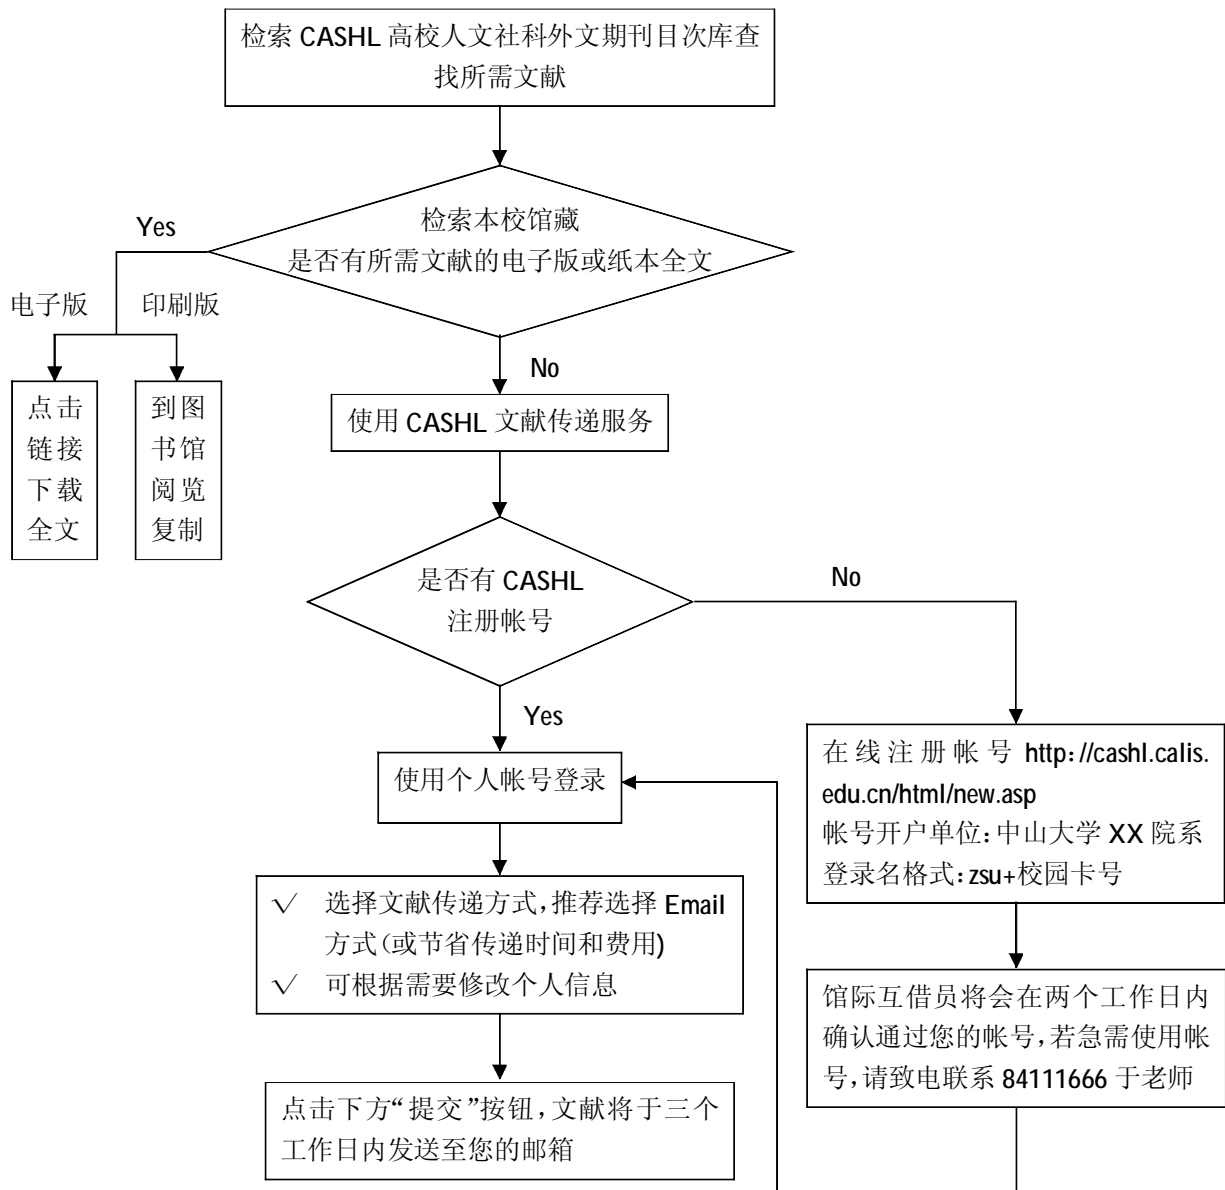 检索 CASHL 高校人文社科外文期刊目次库查
找所需文献
检索本校馆藏
是否有所需文献的电子版或纸本全文
Yes
电子版
印刷版
点击
链接
下载
全文
到图
书馆
阅览
复制
No
使用 CASHL 文献传递服务
是否有 CASHL
注册帐号
No
Yes
使用个人帐号登录
在线注册帐号 http://cashl.calis.
edu.cn/html/new.asp
帐号开户单位：中山大学 XX 院系
登录名格式：zsu+校园卡号
√ 选择文献传递方式，推荐选择 Email
方式（或节省传递时间和费用)
√ 可根据需要修改个人信息
馆际互借员将会在两个工作日内
确认通过您的帐号，若急需使用帐
号，请致电联系 84111666 于老师
点击下方“提交”按钮，文献将于三个
工作日内发送至您的邮箱